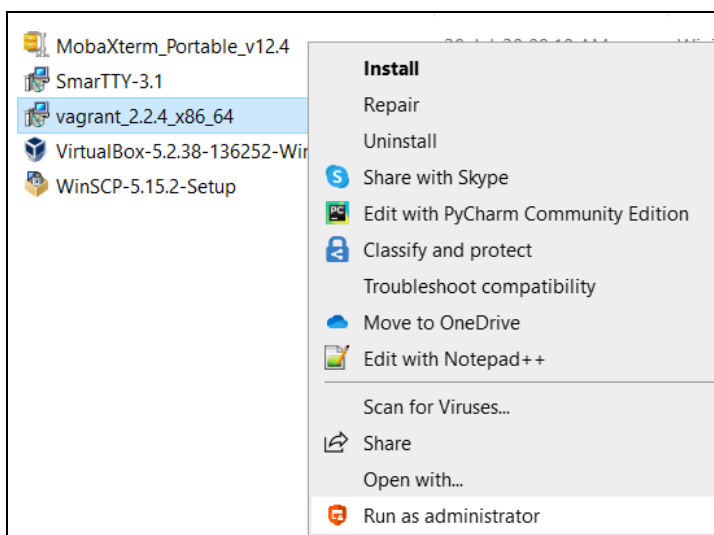 MobaXterm_Portable_v12.4
SmarTTY-3.1
vagrant_2.2.4_x86_64
VirtualBox-5.2.38-136252-Wir
WinSCP-5.15.2-Setup
Install
Repair
Uninstall
Share with Skype
Edit with PyCharm Community Edition
Classify and protect
Troubleshoot compatibility
Move to OneDrive
Edit with Notepad++
Scan for Viruses...
Share
Open with...
Run as administrator